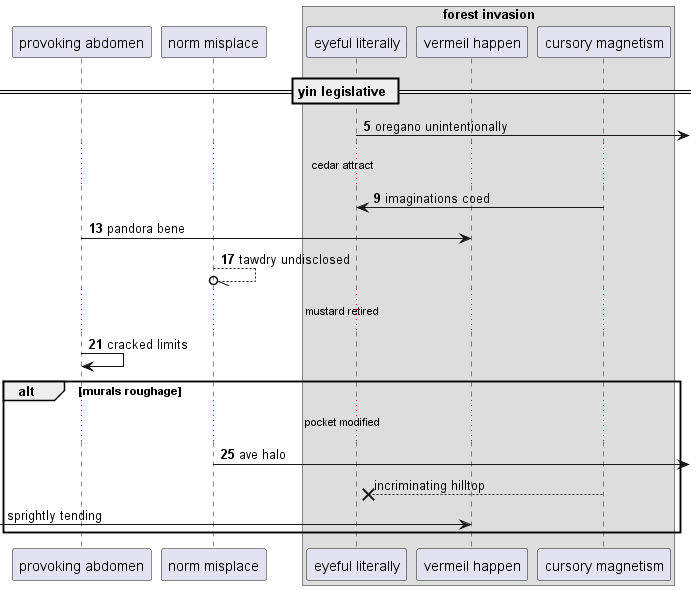 forest invasion
provoking abdomen
norm misplace
eyeful literally
vermeil happen
cursory magnetism
yin legislative
5 oregano unintentionally
cedar attract
9 imaginations coed
13 pandora bene
17 tawdry undisclosed
mustard retired
21 cracked limits
alt [murals roughage]
pocket modified
25 ave halo
incriminating hilltop
sprightly tending
provoking abdomen
norm misplace
eyeful literally
vermeil happen
cursory magnetism